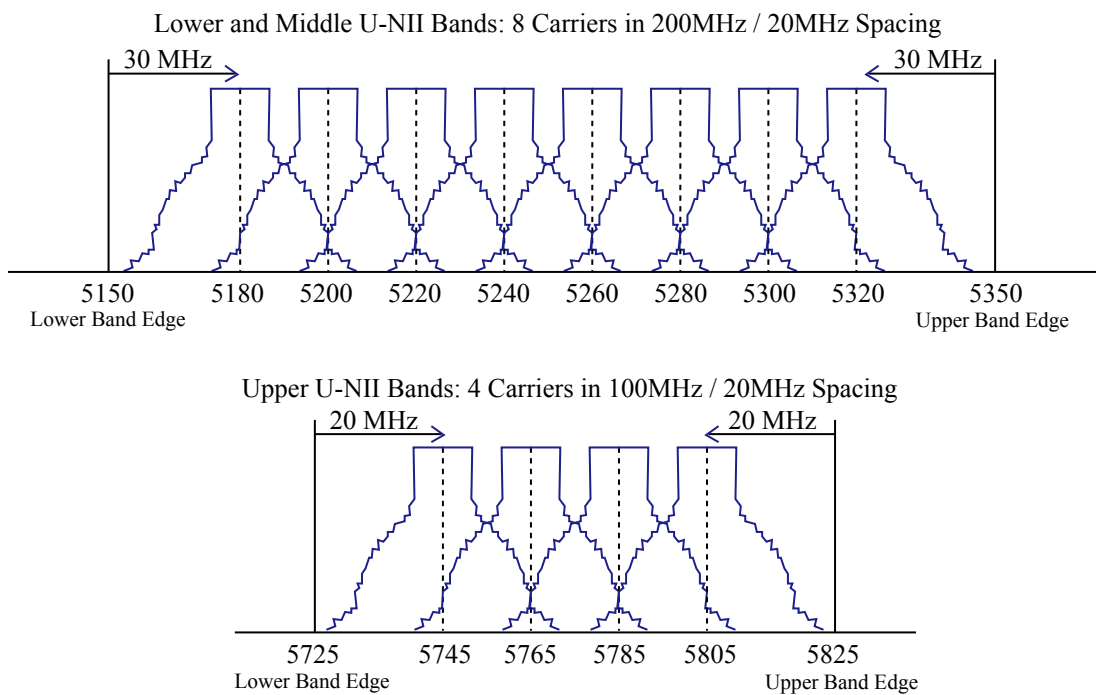 Lower and Middle U-NII Bands: 8 Carriers in 200MHz / 20MHz Spacing
30 MHz 30 MHz
5150 5180 5200 5220 5240 5260 5280 5300 5320 5350
Lower Band Edge Upper Band Edge
Upper U-NII Bands: 4 Carriers in 100MHz / 20MHz Spacing
20 MHz 20 MHz
5725 5745 5765 5785 5805 5825
Lower Band Edge Upper Band Edge